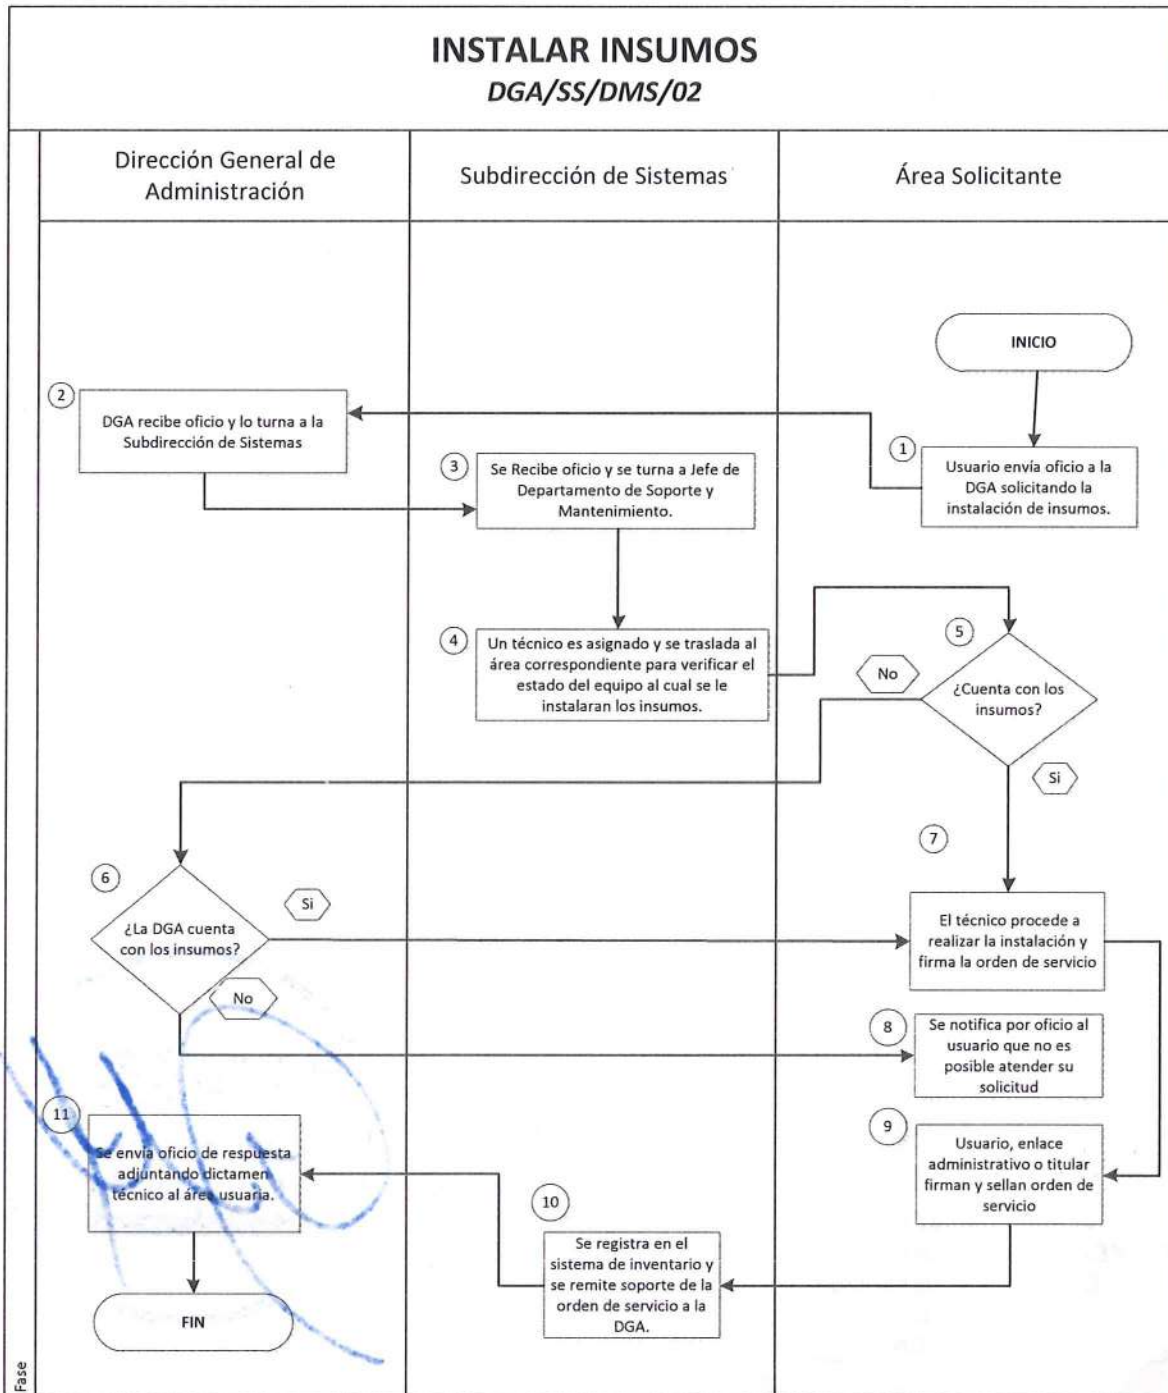 INSTALAR INSUMOS
DGA/SS/DMS/02
Dirección General de
Administración
Subdirección de Sistemas
Área Solicitante
INICIO
1
Usuario envía oficio a la
DGA solicitando la
instalación de insumos.
2
DGA recibe oficio y lo turna a la
Subdirección de Sistemas
3
Se Recibe oficio y se turna a Jefe de
Departamento de Soporte y
Mantenimiento.
4
Un técnico es asignado y se traslada al
área correspondiente para verificar el
estado del equipo al cual se le
instalaran los insumos.
5
¿Cuenta con los
insumos?
No
Si
6
¿La DGA cuenta
con los insumos?
Si
No
7
El técnico procede a
realizar la instalación y
firma la orden de servicio
8
Se notifica por oficio al
usuario que no es
posible atender su
solicitud
9
Usuario, enlace
administrativo o titular
firman y sellan orden de
servicio
10
Se registra en el
sistema de inventario y
se remite soporte de la
orden de servicio a la
DGA.
11
Se envía oficio de respuesta
adjuntando dictamen
técnico al área usuaria.
FIN
Fase